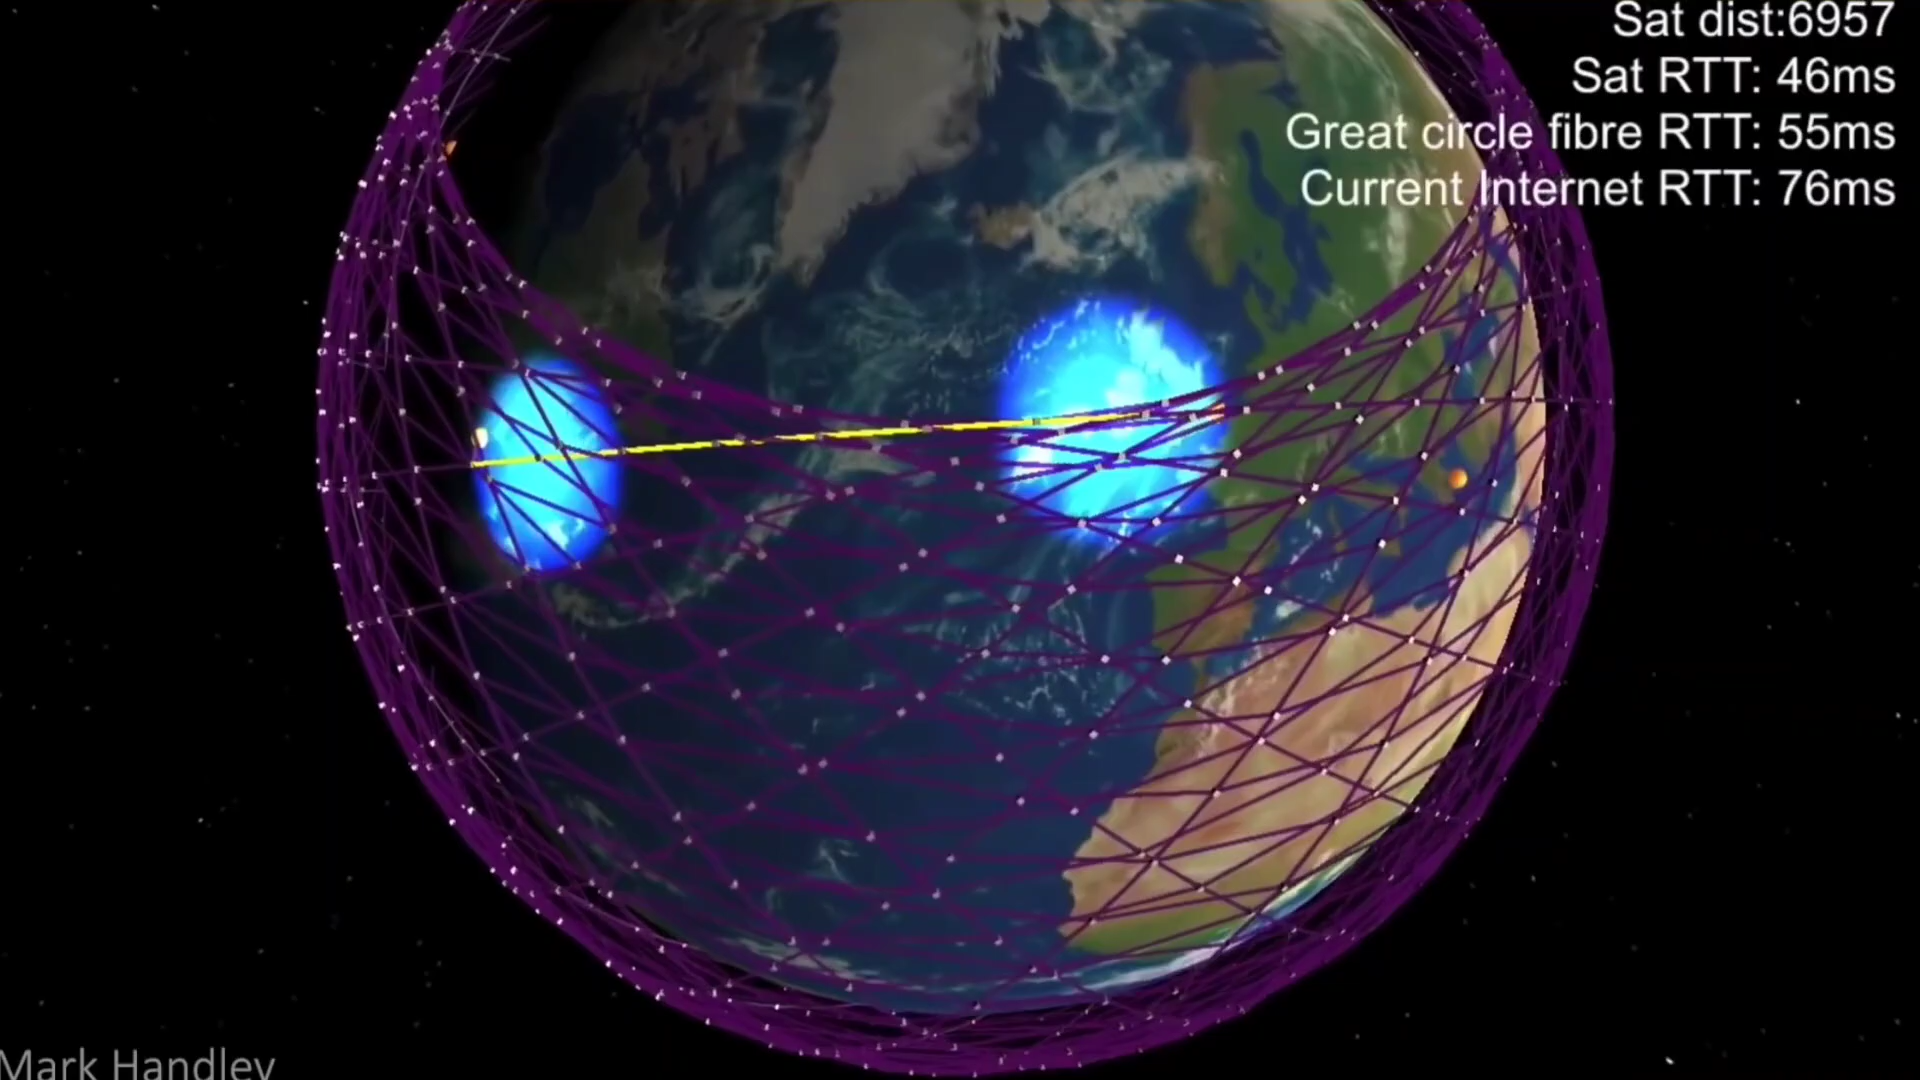 Sat dist:6957
Sat RTT: 46ms
Great circle fibre RTT: 55ms
Current Internet RTT: 76ms
Mark Handley